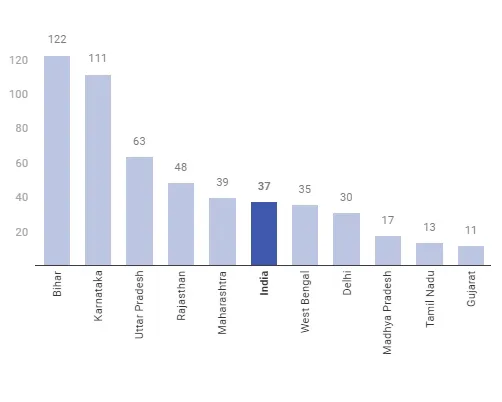 122
111
63
48
39
37
35
30
17
13
11
120
100
80
60
40
20
Bihar
Karnataka
Uttar Pradesh
Rajasthan
Maharashtra
India
West Bengal
Delhi
Madhya Pradesh
Tamil Nadu
Gujarat